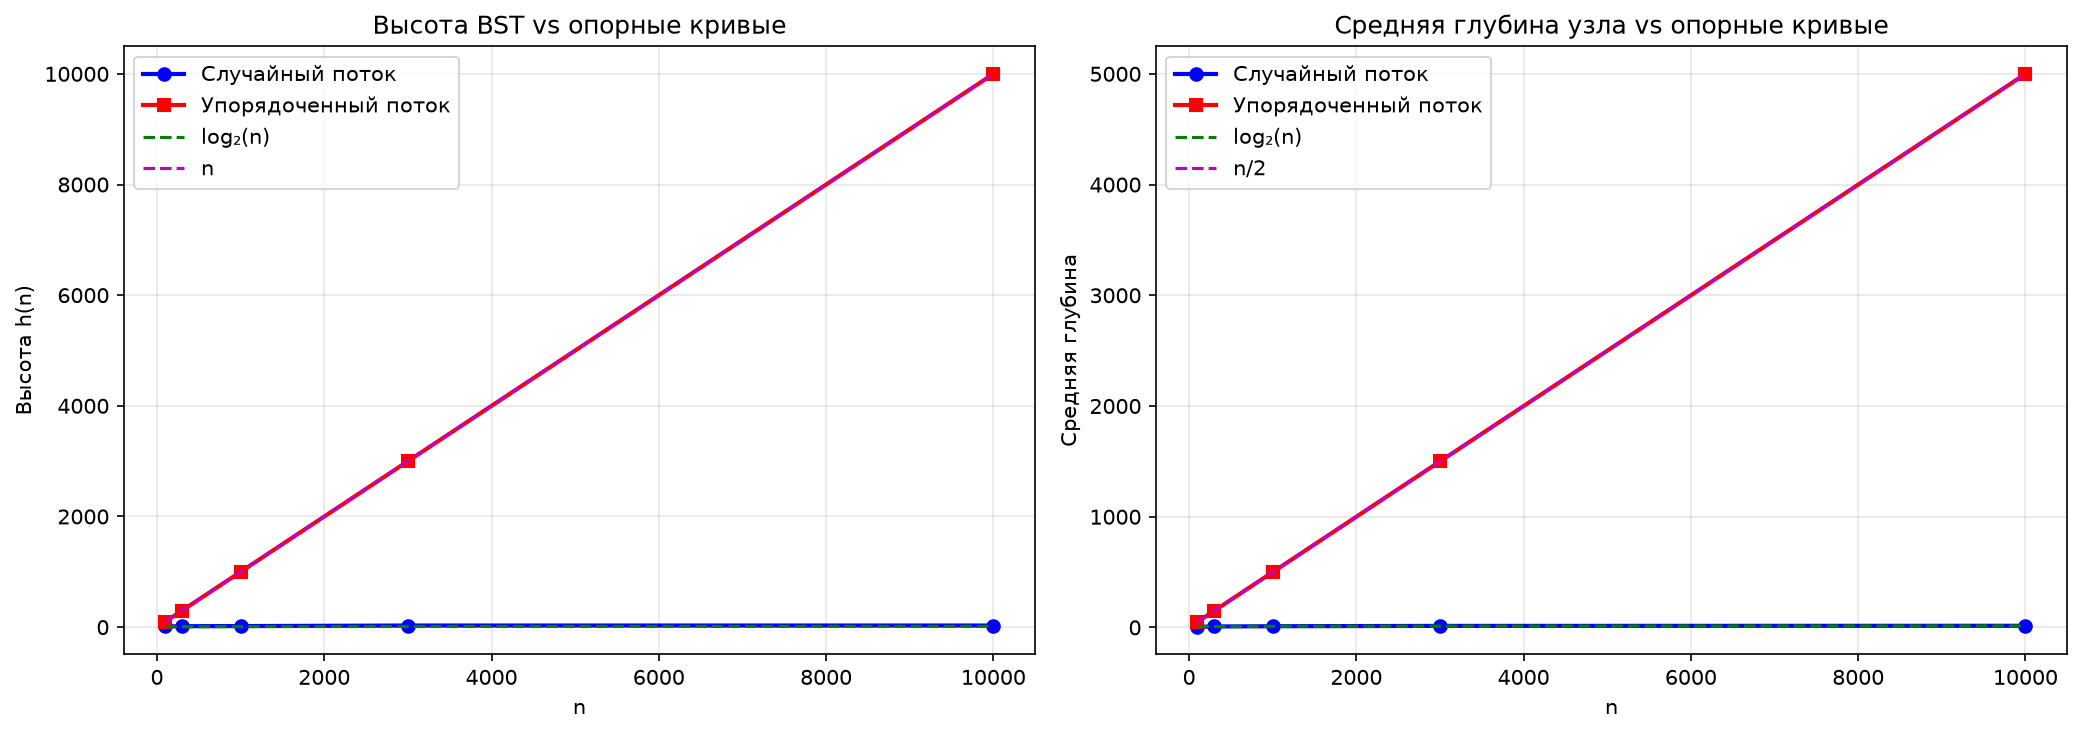 Высота BST vs опорные кривые
Случайный поток
Упорядоченный поток
log₂(n)
n
10000
8000
6000
4000
2000
0
Высота h(n)
0 2000 4000 6000 8000 10000
n
Средняя глубина узла vs опорные кривые
Случайный поток
Упорядоченный поток
log₂(n)
n/2
5000
4000
3000
2000
1000
0
Средняя глубина
0 2000 4000 6000 8000 10000
n